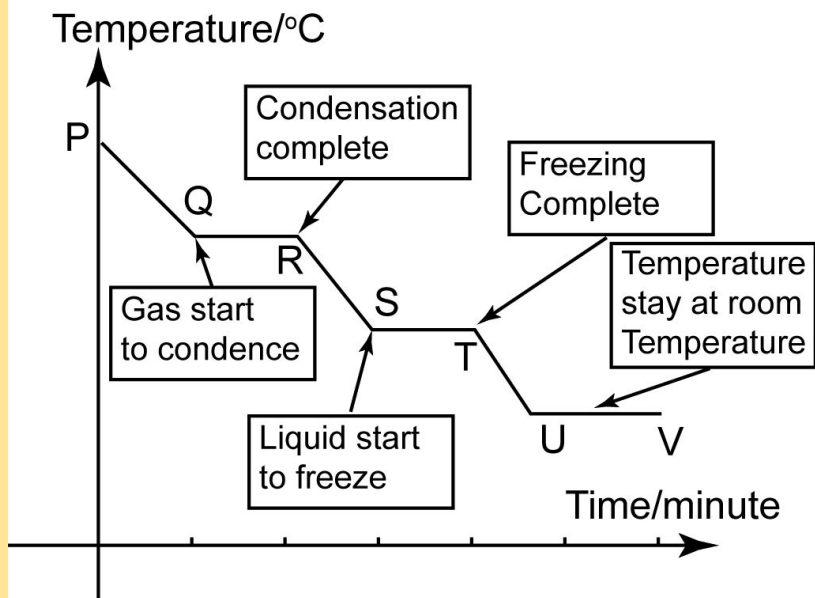 Temperature/°C
P
Condensation
complete
Freezing
Complete
Q
R
Temperature
stay at room
Temperature
Gas start
to condence
S
T
Liquid start
to freeze
U
V
Time/minute